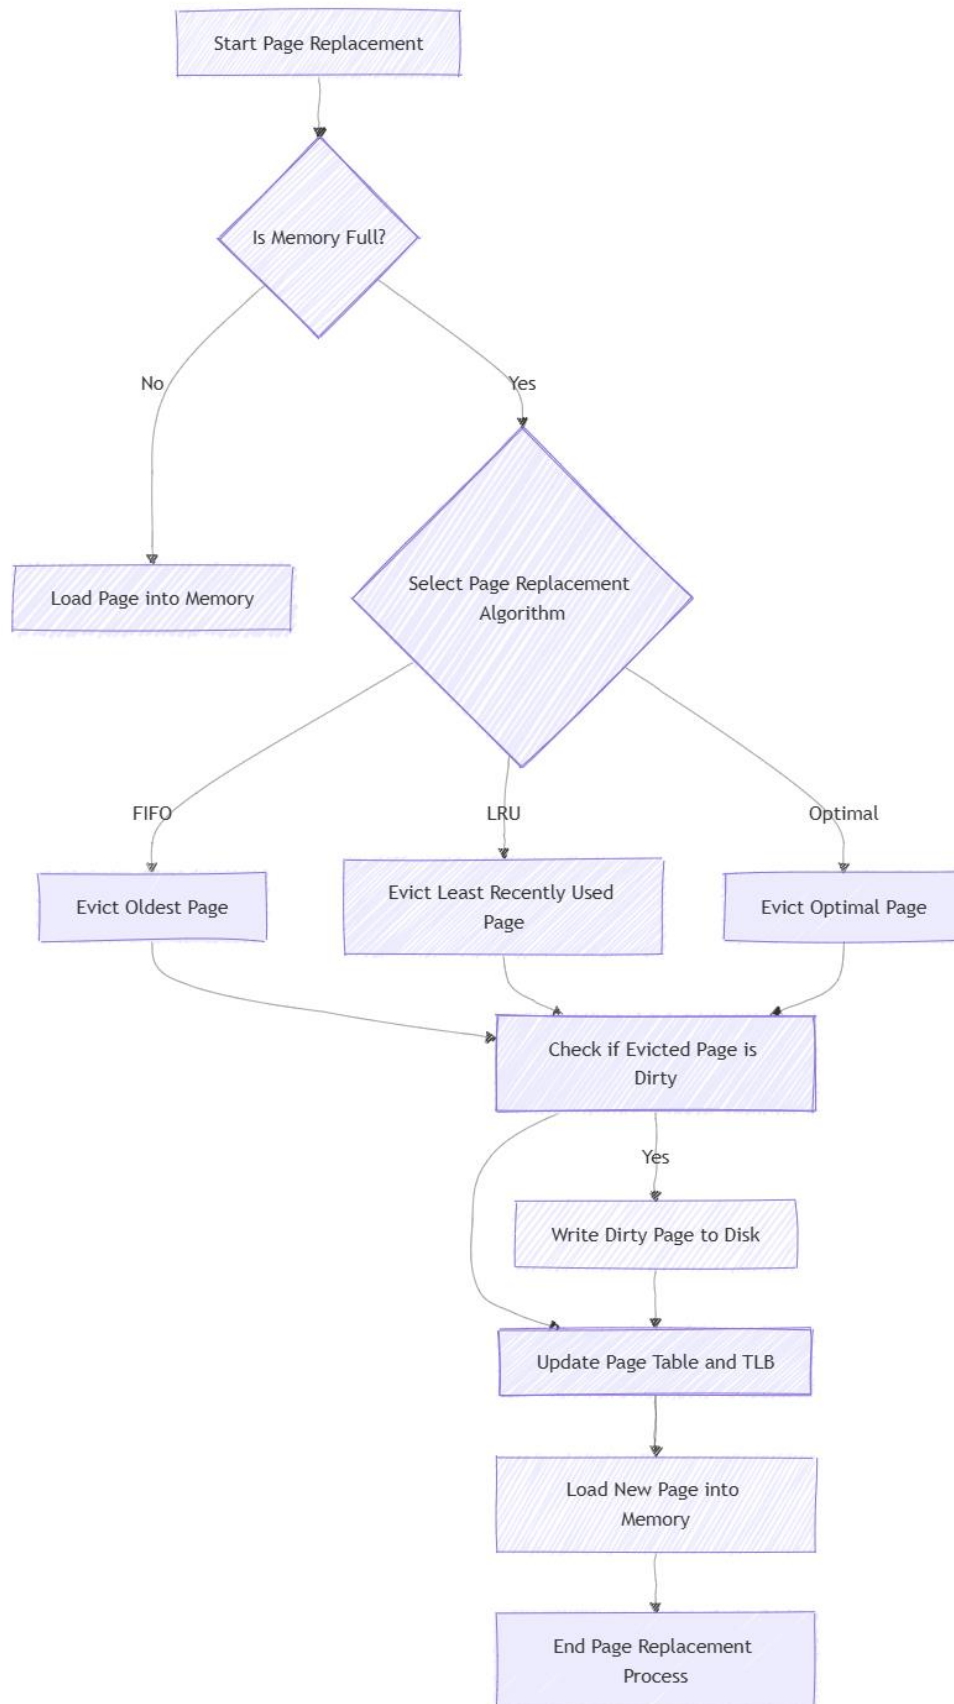 Start Page Replacement
Is Memory Full?
No
Yes
Select Page Replacement
Algorithm
Load Page into Memory
FIFO
LRU
Optimal
Evict Oldest Page
Evict Least Recently Used
Page
Evict Optimal Page
Check if Evicted Page is
Dirty
Yes
Write Dirty Page to Disk
Update Page Table and TLB
Load New Page into
Memory
End Page Replacement
Process